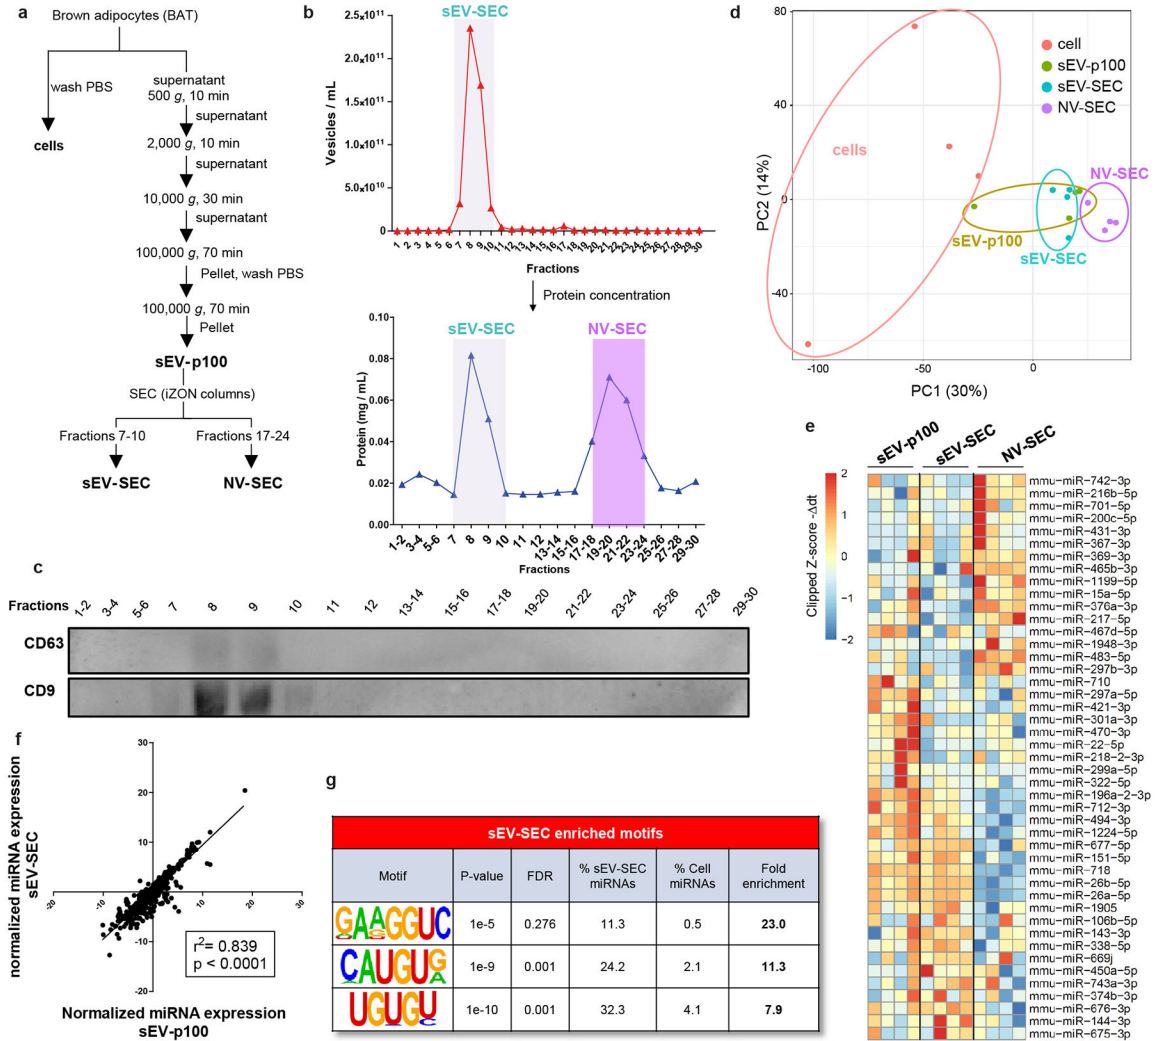 a
Brown adipocytes (BAT)
wash PBS
cells
supernatant
500 g, 10 min
supernatant
2,000 g, 10 min
supernatant
10,000 g, 30 min
supernatant
100,000 g, 70 min
Pellet, wash PBS
100,000 g, 70 min
Pellet
sEV-p100
SEC (iZON columns)
Fractions 7-10
Fractions 17-24
sEV-SEC
NV-SEC
b
sEV-SEC
Vesicles / mL
2.5x10¹¹
2.0x10¹¹
1.5x10¹¹
1.0x10¹¹
5.0x10¹⁰
0
1 2 3 4 5 6 7 8 9 10 11 12 13 14 15 16 17 18 19 20 21 22 23 24 25 26 27 28 29 30
Fractions
Protein concentration
sEV-SEC
NV-SEC
Protein (mg / mL)
0.10
0.08
0.06
0.04
0.02
0.00
1-2 3-4 5-6 7 8 9 10 11 12 13-14 15-16 17-18 19-20 21-22 23-24 25-26 27-28 29-30
Fractions
c
Fractions 1-2 3-4 5-6 7 8 9 10 11 12 13-14 15-16 17-18 19-20 21-22 23-24 25-26 27-28 29-30
CD63
CD9
d
80
40
0
-40
PC2 (14%)
-100 -50 0
PC1 (30%)
cell
sEV-p100
sEV-SEC
NV-SEC
cells
NV-SEC
sEV-p100
sEV-SEC
e
sEV-p100 sEV-SEC NV-SEC
Clipped Z-score -Δdt
2
1
0
−1
−2
mmu-miR-742-3p
mmu-miR-216b-5p
mmu-miR-701-5p
mmu-miR-200c-5p
mmu-miR-431-3p
mmu-miR-367-3p
mmu-miR-369-3p
mmu-miR-465b-3p
mmu-miR-1199-5p
mmu-miR-15a-5p
mmu-miR-376a-3p
mmu-miR-217-5p
mmu-miR-467d-5p
mmu-miR-1948-3p
mmu-miR-483-5p
mmu-miR-297b-3p
mmu-miR-710
mmu-miR-297a-5p
mmu-miR-421-3p
mmu-miR-301a-3p
mmu-miR-470-3p
mmu-miR-22-5p
mmu-miR-218-2-3p
mmu-miR-299a-5p
mmu-miR-322-5p
mmu-miR-196a-2-3p
mmu-miR-712-3p
mmu-miR-494-3p
mmu-miR-1224-5p
mmu-miR-677-5p
mmu-miR-151-5p
mmu-miR-718
mmu-miR-26b-5p
mmu-miR-26a-5p
mmu-miR-1905
mmu-miR-106b-5p
mmu-miR-143-3p
mmu-miR-338-5p
mmu-miR-669j
mmu-miR-450a-5p
mmu-miR-743a-3p
mmu-miR-374b-3p
mmu-miR-676-3p
mmu-miR-144-3p
mmu-miR-675-3p
f
normalized miRNA expression
sEV-SEC
30
20
10
-10
-20
-20 -10 10 20 30
r²= 0.839
p < 0.0001
Normalized miRNA expression
sEV-p100
g
sEV-SEC enriched motifs
Motif P-value FDR % sEV-SEC miRNAs % Cell miRNAs Fold enrichment
GAAGGUC 1e-5 0.276 11.3 0.5 23.0
CAUGUG 1e-9 0.001 24.2 2.1 11.3
UGUGU 1e-10 0.001 32.3 4.1 7.9